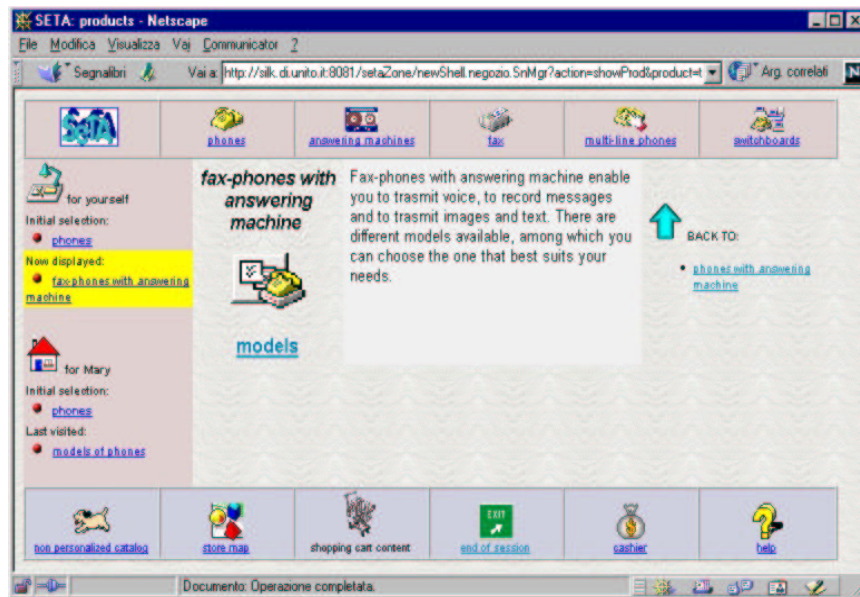 SETA: products - Netscape
File Modifica Visualizza Vai Communicator ?
Segnalibri Vai a: http://silk.di.unito.it:8081/setaZone/newShell.negozio.SnMgr?action=showProd&product=t Arg. correlati N
SeTA phones answering machines fax multi-line phones switchboards
for yourself
Initial selection:
phones
Now displayed:
fax-phones with answering
machine
for Mary
Initial selection:
phones
Last visited:
models of phones
fax-phones with
answering
machine
models
Fax-phones with answering machine enable
you to trasmit voice, to record messages
and to trasmit images and text. There are
different models available, among which you
can choose the one that best suits your
needs.
BACK TO:
phones with answering
machine
EXIT
non personalized catalog store map shopping cart content end of session cashier help
Documento: Operazione completata.